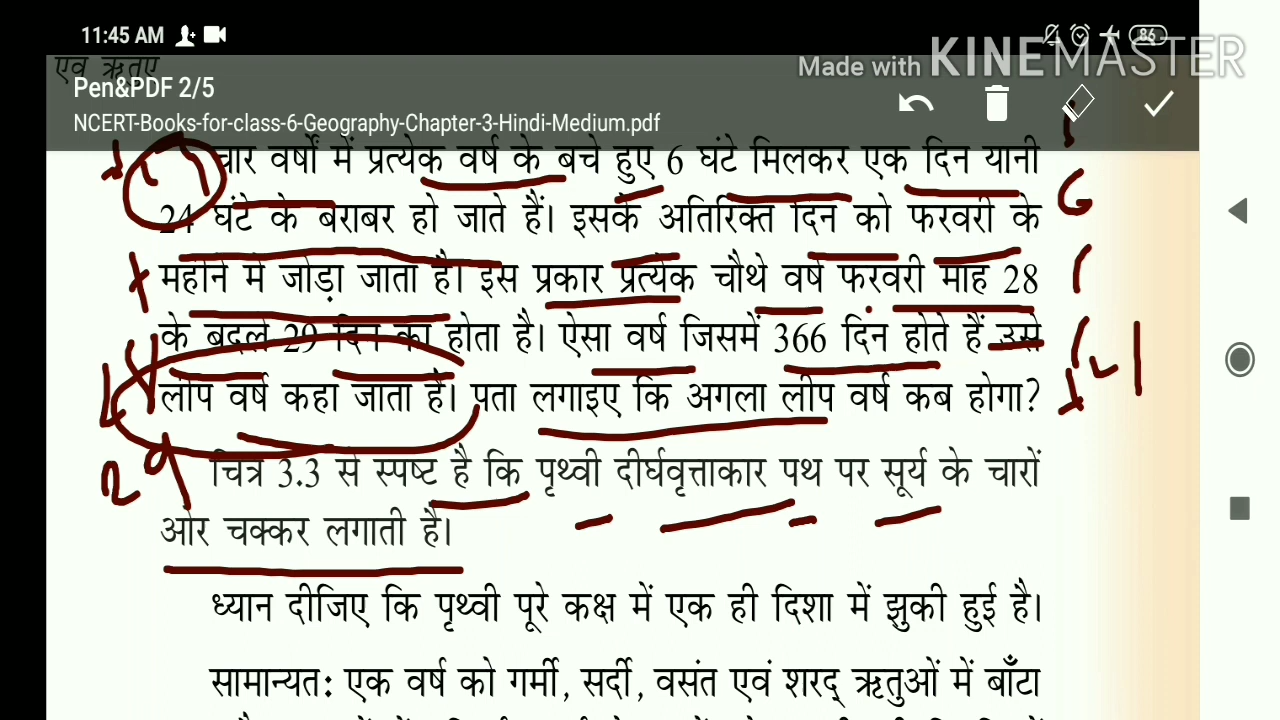 11:45 AM
86
Made with KINEMASTER
एवं ऋतुएँ
Pen&PDF 2/5
NCERT-Books-for-class-6-Geography-Chapter-3-Hindi-Medium.pdf
चार वर्षों में प्रत्येक वर्ष के बचे हुए 6 घंटे मिलकर एक दिन यानी
24 घंटे के बराबर हो जाते हैं। इसके अतिरिक्त दिन को फरवरी के
महीने में जोड़ा जाता है। इस प्रकार प्रत्येक चौथे वर्ष फरवरी माह 28
के बदले 29 दिन का होता है। ऐसा वर्ष जिसमें 366 दिन होते हैं उसे
लीप वर्ष कहा जाता है। पता लगाइए कि अगला लीप वर्ष कब होगा?
चित्र 3.3 से स्पष्ट है कि पृथ्वी दीर्घवृत्ताकार पथ पर सूर्य के चारों
ओर चक्कर लगाती है।
ध्यान दीजिए कि पृथ्वी पूरे कक्ष में एक ही दिशा में झुकी हुई है।
सामान्यतः एक वर्ष को गर्मी, सर्दी, वसंत एवं शरद् ऋतुओं में बाँटा